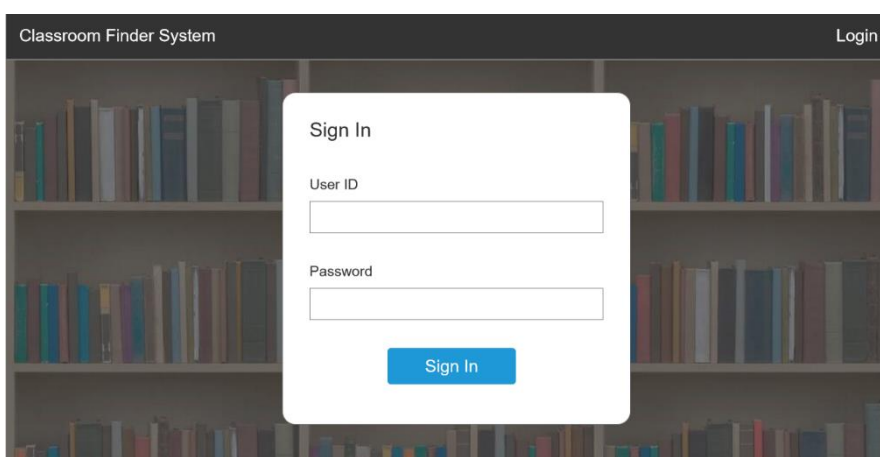 Classroom Finder System
Login
Sign In
User ID
Password
Sign In